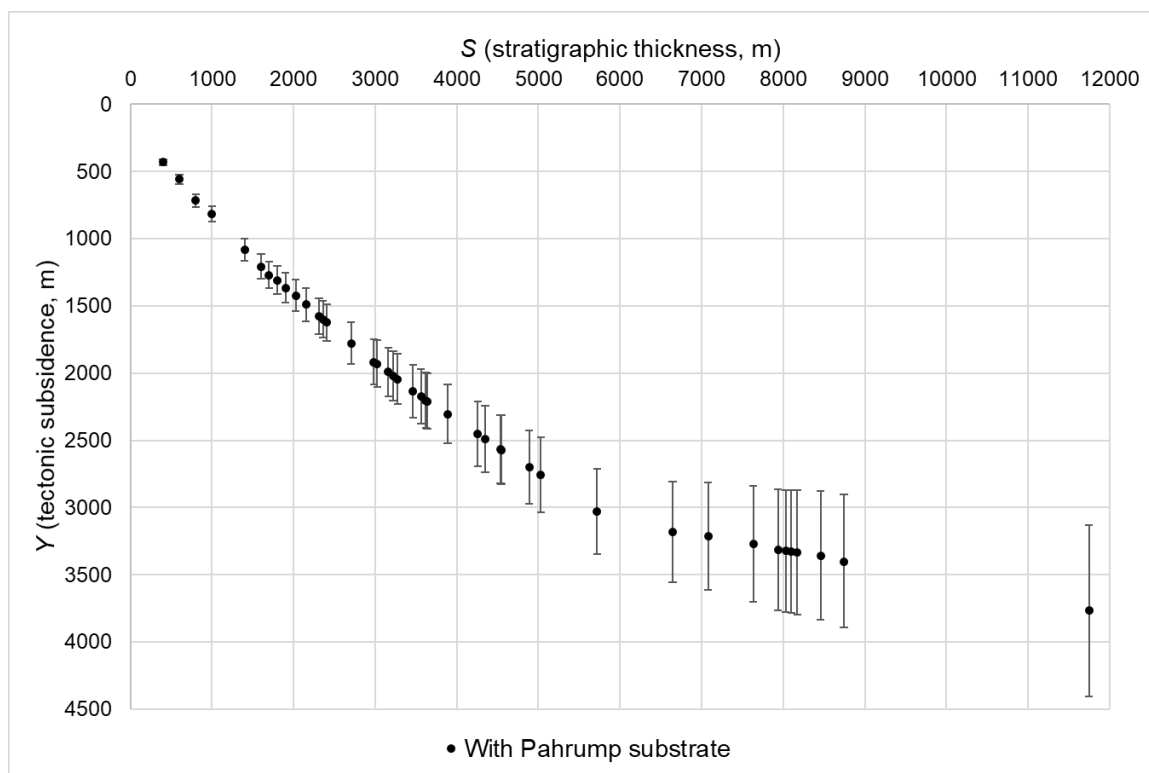 S (stratigraphic thickness, m)
0 1000 2000 3000 4000 5000 6000 7000 8000 9000 10000 11000 12000
0
500
1000
1500
2000
2500
3000
3500
4000
4500
Y (tectonic subsidence, m)
With Pahrump substrate